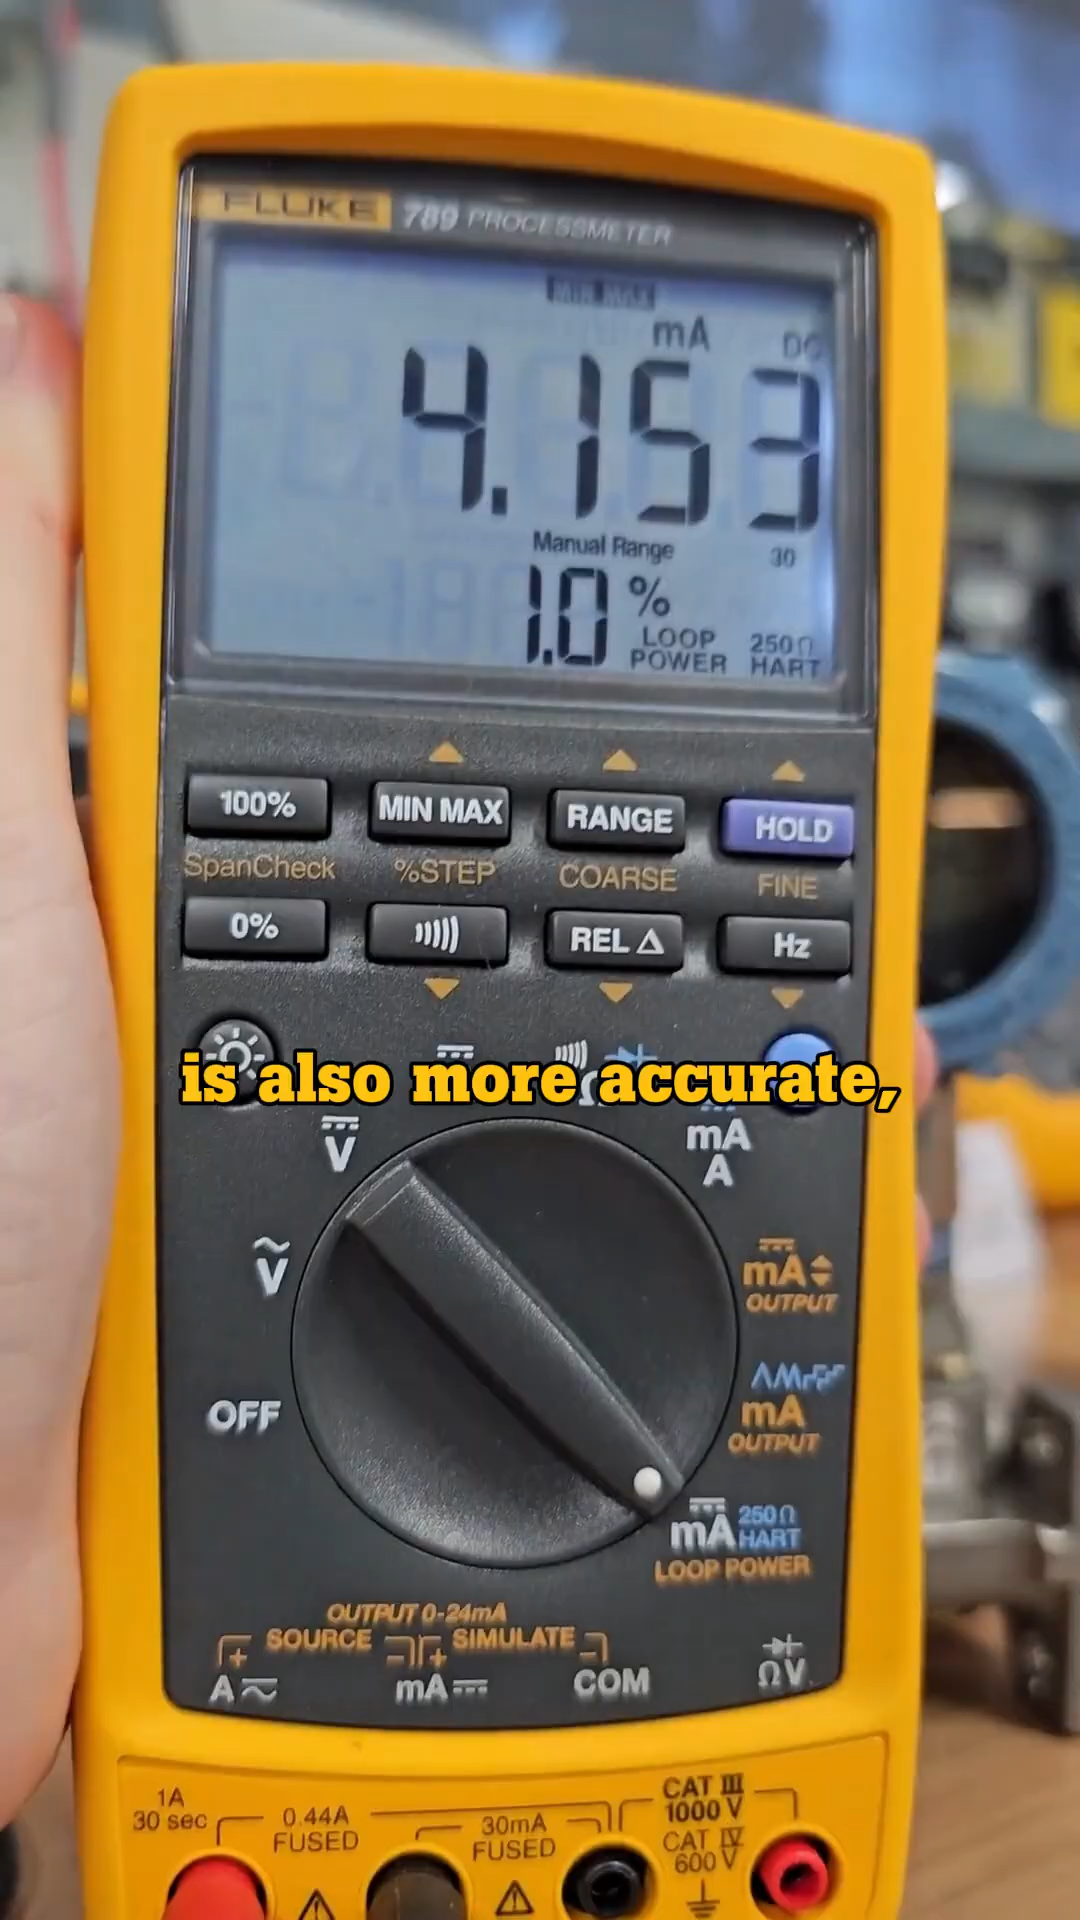 FLUKE 789 PROCESSMETER
MIN MAX
mA DC
4.153
Manual Range 30
1.0 %
LOOP POWER 250Ω HART
100% MIN MAX RANGE HOLD
SpanCheck %STEP COARSE FINE
0% REL Δ Hz
is also more accurate,
Ω
V
mA
A
V
mA
OUTPUT
OFF
mA
OUTPUT
mA 250Ω HART
LOOP POWER
OUTPUT 0-24mA
SOURCE SIMULATE
+ +
A mA COM ΩV
1A
30 sec
0.44A
FUSED
30mA
FUSED
CAT III
1000 V
CAT IV
600 V